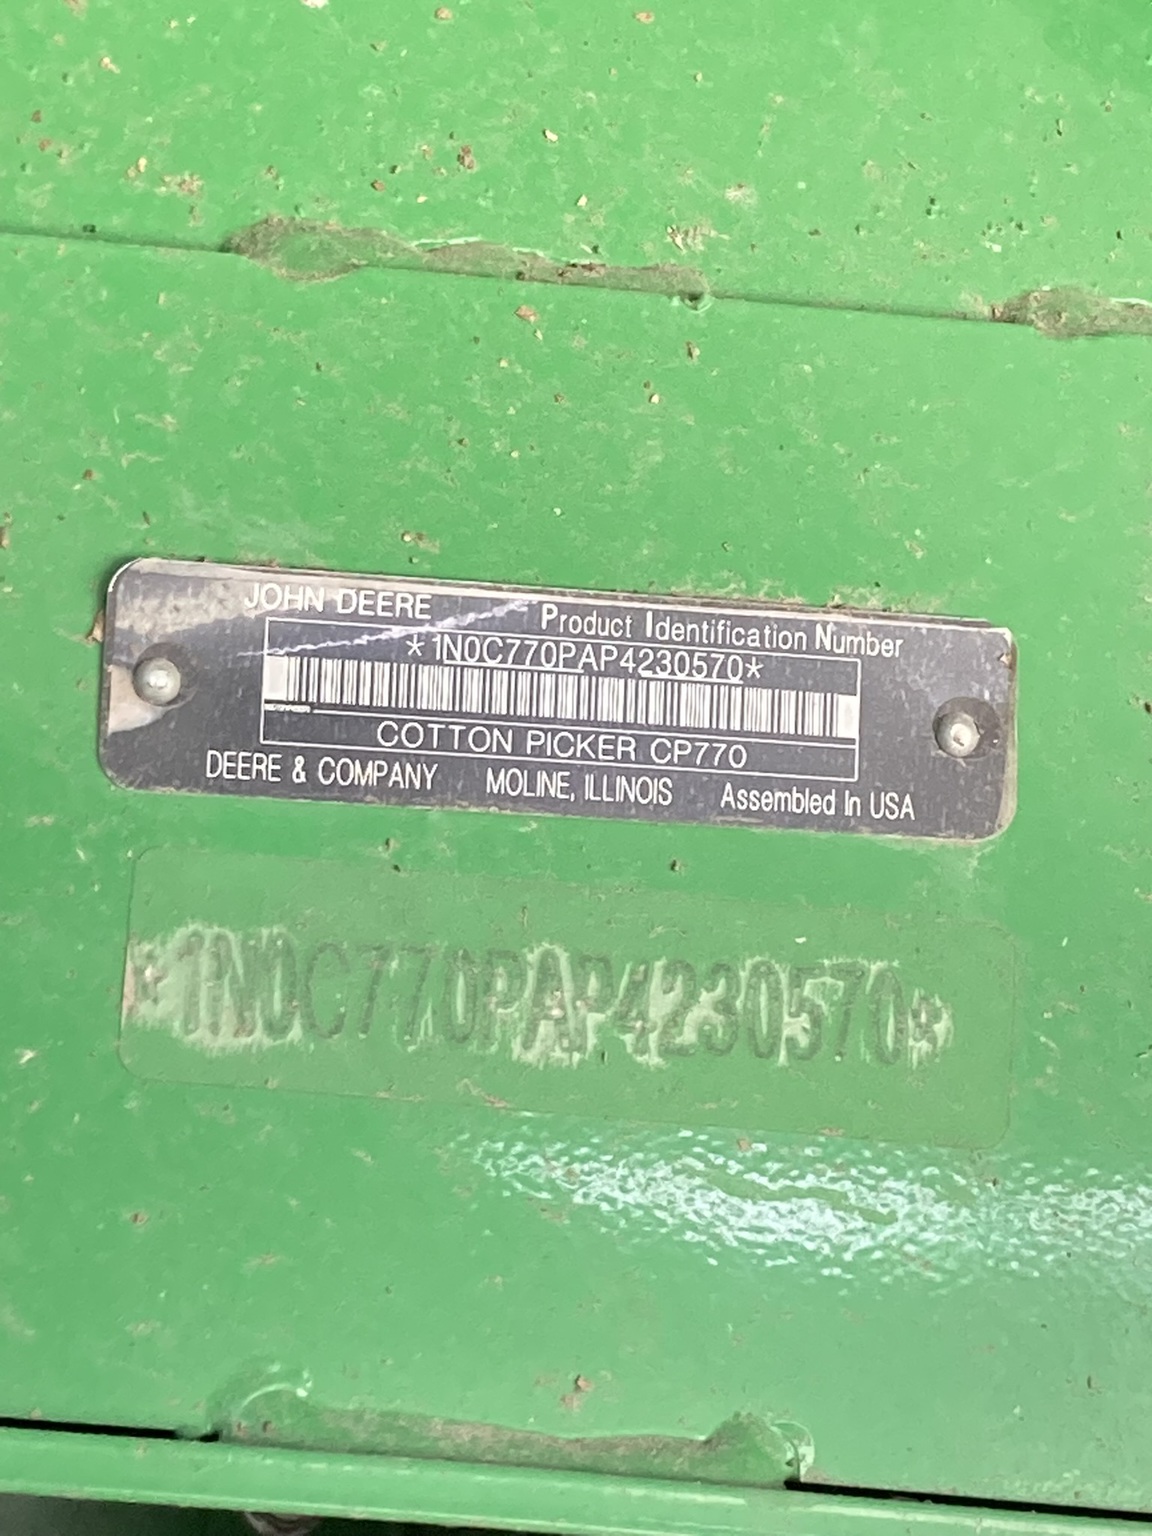 JOHN DEERE Product Identification Number
*1N0C770PAP4230570*
COTTON PICKER CP770
DEERE & COMPANY MOLINE, ILLINOIS Assembled In USA
*1N0C770PAP4230570*